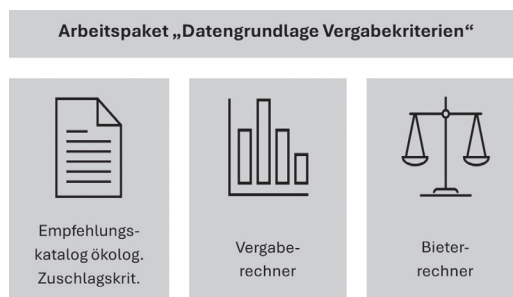 Arbeitspaket „Datengrundlage Vergabekriterien“
Empfehlungs-
katalog ökolog.
Zuschlagskrit.
Vergabe-
rechner
Bieter-
rechner